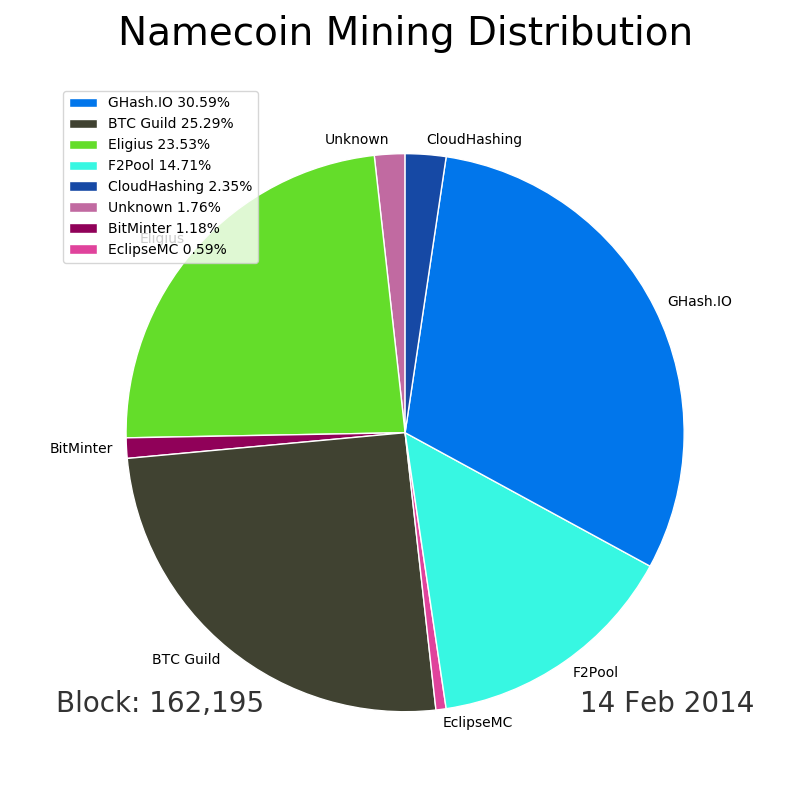 Namecoin Mining Distribution
GHash.IO 30.59%
BTC Guild 25.29%
Eligius 23.53%
F2Pool 14.71%
CloudHashing 2.35%
Unknown 1.76%
BitMinter 1.18%
EclipseMC 0.59%
Unknown
CloudHashing
Eligius
GHash.IO
BitMinter
BTC Guild
F2Pool
EclipseMC
Block: 162,195
14 Feb 2014